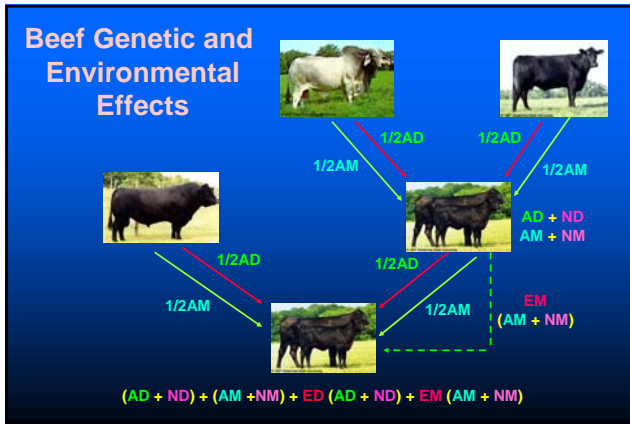 Beef Genetic and
Environmental
Effects
1/2AD
1/2AD
1/2AM
1/2AM
AD + ND
AM + NM
1/2AD
1/2AD
1/2AM
1/2AM
EM
(AM + NM)
(AD + ND) + (AM +NM) + ED (AD + ND) + EM (AM + NM)